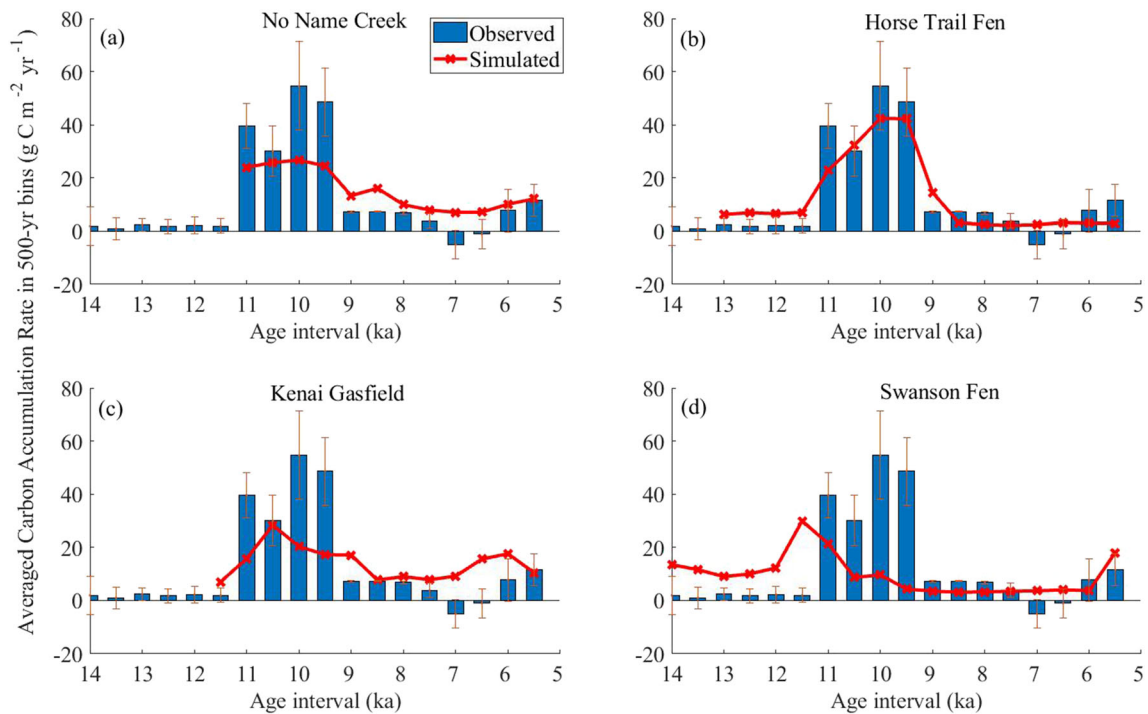 Averaged Carbon Accumulation Rate in 500-yr bins (g C m⁻² yr⁻¹)
No Name Creek
(a)
Observed
Simulated
80
60
40
20
0
-20
14 13 12 11 10 9 8 7 6 5
Age interval (ka)
Horse Trail Fen
(b)
80
60
40
20
0
-20
14 13 12 11 10 9 8 7 6 5
Age interval (ka)
Kenai Gasfield
(c)
80
60
40
20
0
-20
14 13 12 11 10 9 8 7 6 5
Age interval (ka)
Swanson Fen
(d)
80
60
40
20
0
-20
14 13 12 11 10 9 8 7 6 5
Age interval (ka)